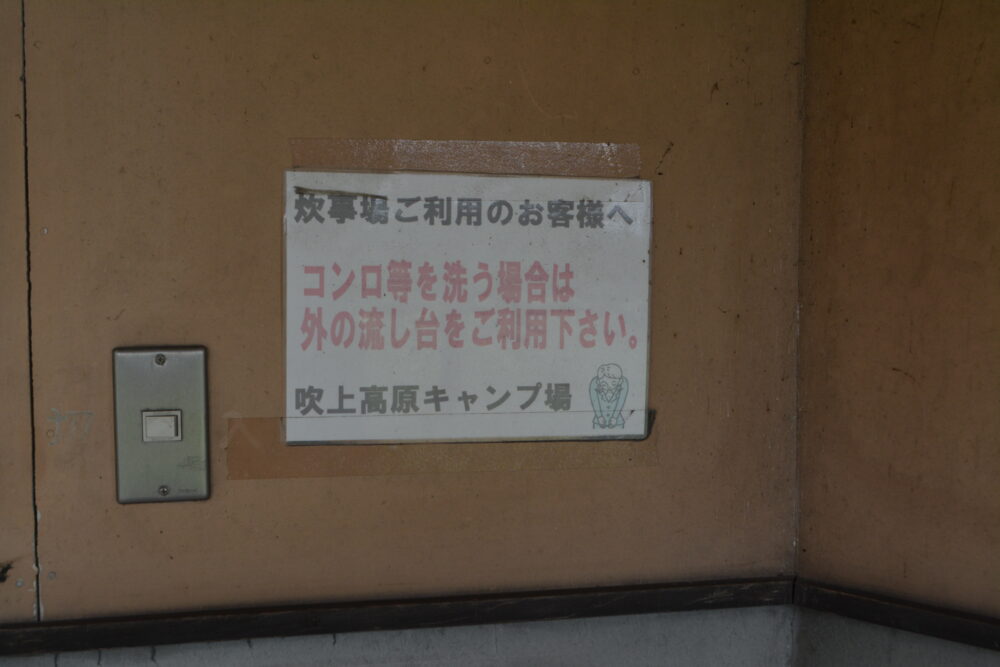 炊事場ご利用のお客様へ
コンロ等を洗う場合は
外の流し台をご利用下さい。
吹上高原キャンプ場